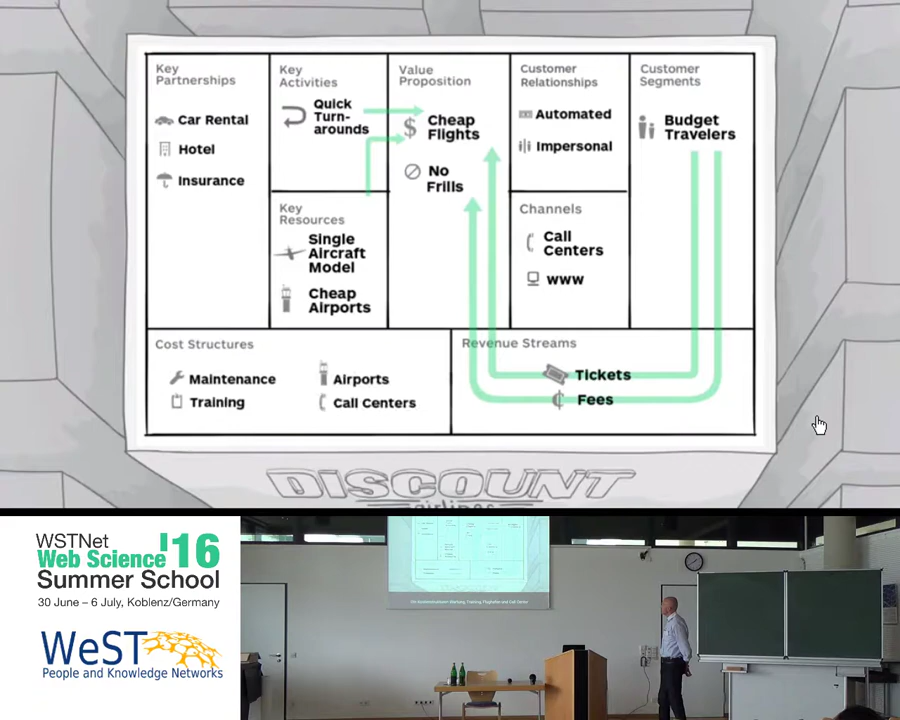 Key
Partnerships
Car Rental
Hotel
Insurance
Key
Activities
Quick
Turn-
arounds
Key
Resources
Single
Aircraft
Model
Cheap
Airports
Value
Proposition
$ Cheap
Flights
No
Frills
Customer
Relationships
Automated
Impersonal
Channels
Call
Centers
www
Customer
Segments
Budget
Travelers
Cost Structures
Maintenance
Training
Airports
Call Centers
Revenue Streams
Tickets
¢ Fees
DISCOUNT
airlines
WSTNet
Web Science '16
Summer School
30 June – 6 July, Koblenz/Germany
WeST
People and Knowledge Networks